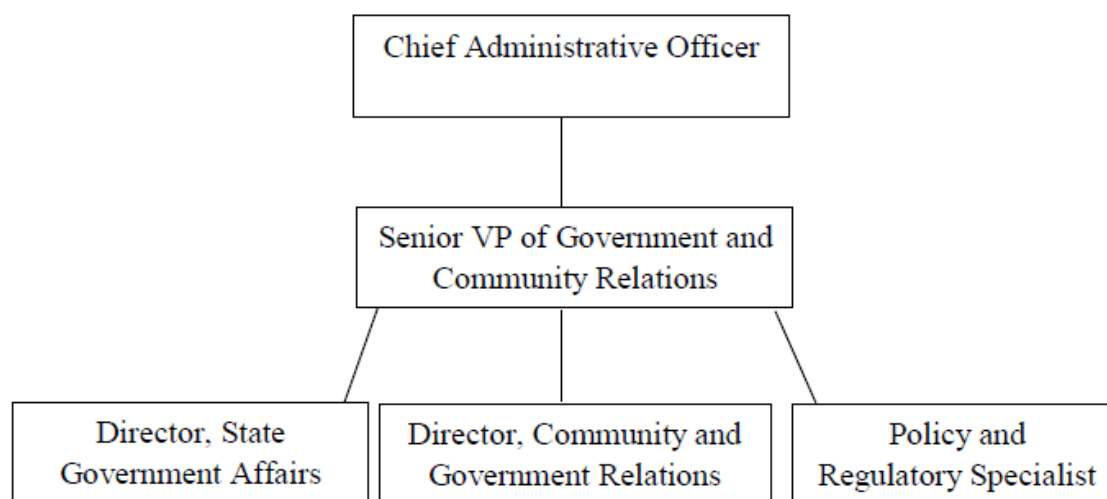 Chief Administrative Officer
Senior VP of Government and
Community Relations
Director, State
Government Affairs
Director, Community and
Government Relations
Policy and
Regulatory Specialist